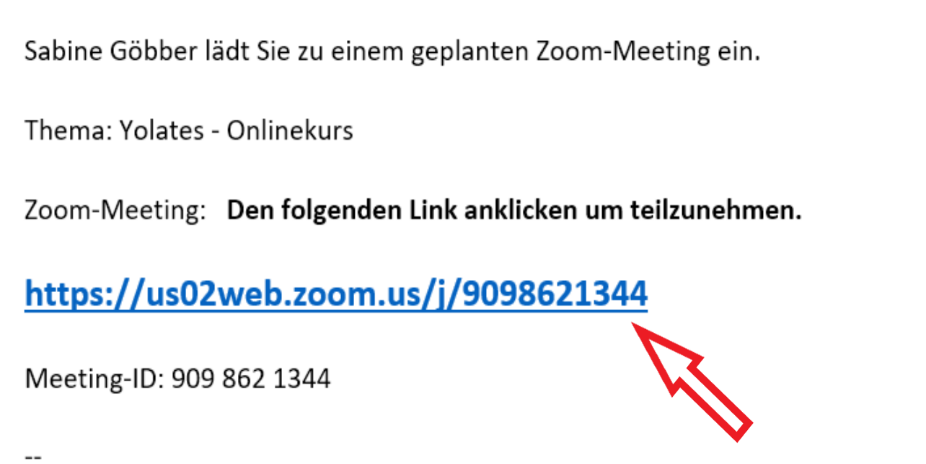 Sabine Göbber lädt Sie zu einem geplanten Zoom-Meeting ein.
Thema: Yolates - Onlinekurs
Zoom-Meeting: Den folgenden Link anklicken um teilzunehmen.
https://us02web.zoom.us/j/9098621344
Meeting-ID: 909 862 1344
--